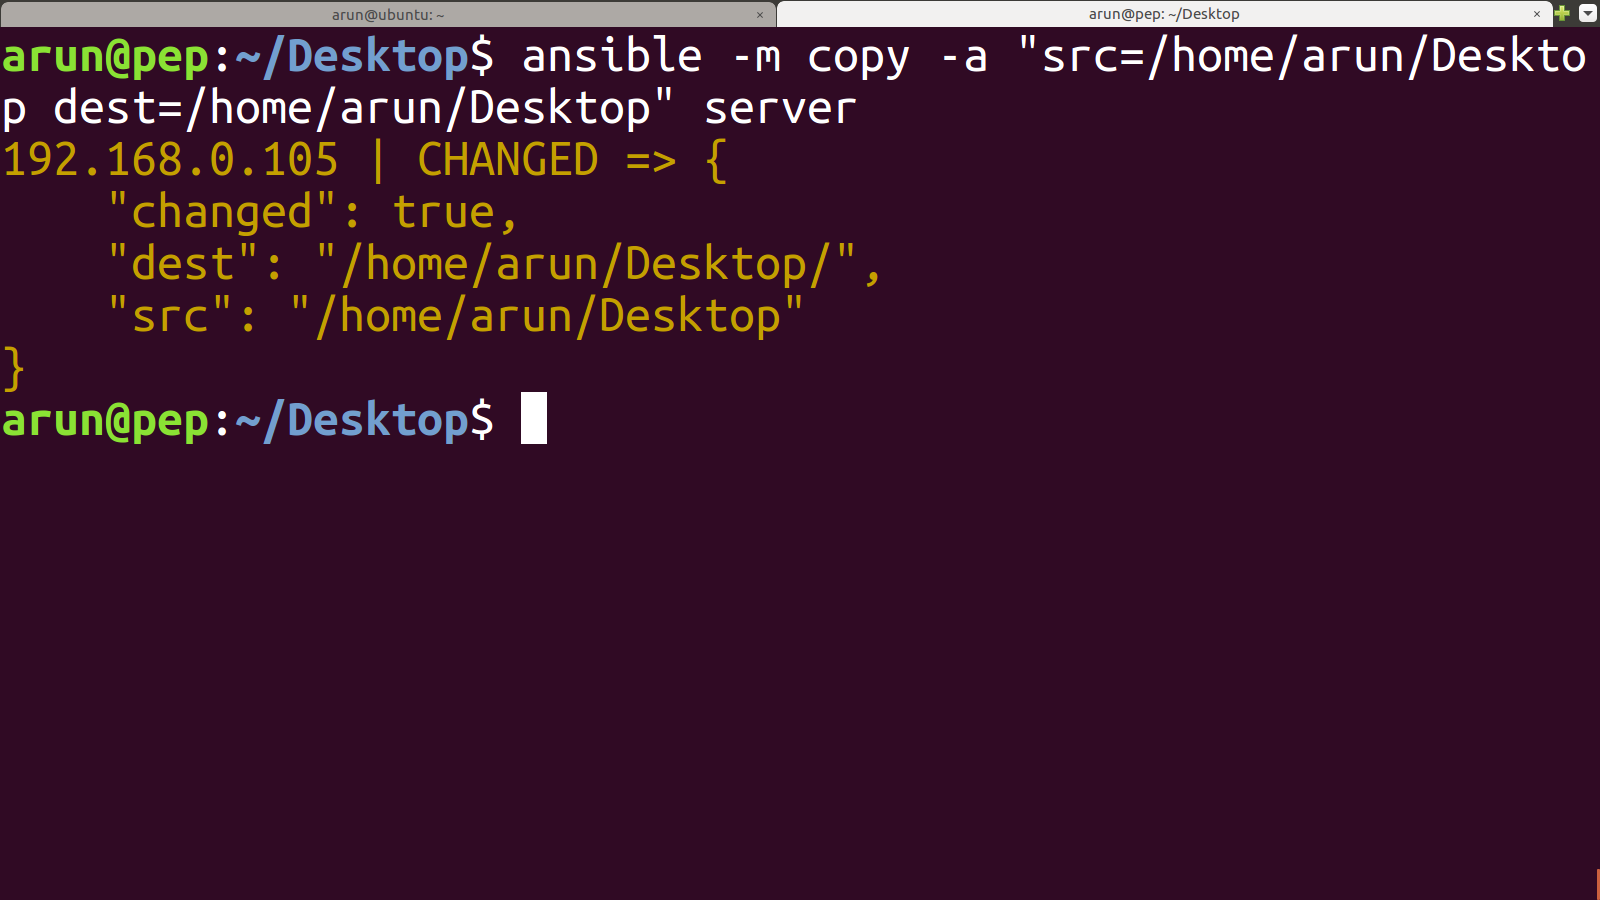 arun@ubuntu: ~ ×
arun@pep: ~/Desktop ×
arun@pep:~/Desktop$ ansible -m copy -a "src=/home/arun/Deskto
p dest=/home/arun/Desktop" server
192.168.0.105 | CHANGED => {
    "changed": true,
    "dest": "/home/arun/Desktop/",
    "src": "/home/arun/Desktop"
}
arun@pep:~/Desktop$